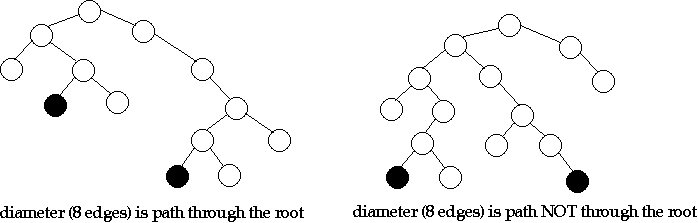 diameter (8 edges) is path through the root
diameter (8 edges) is path NOT through the root